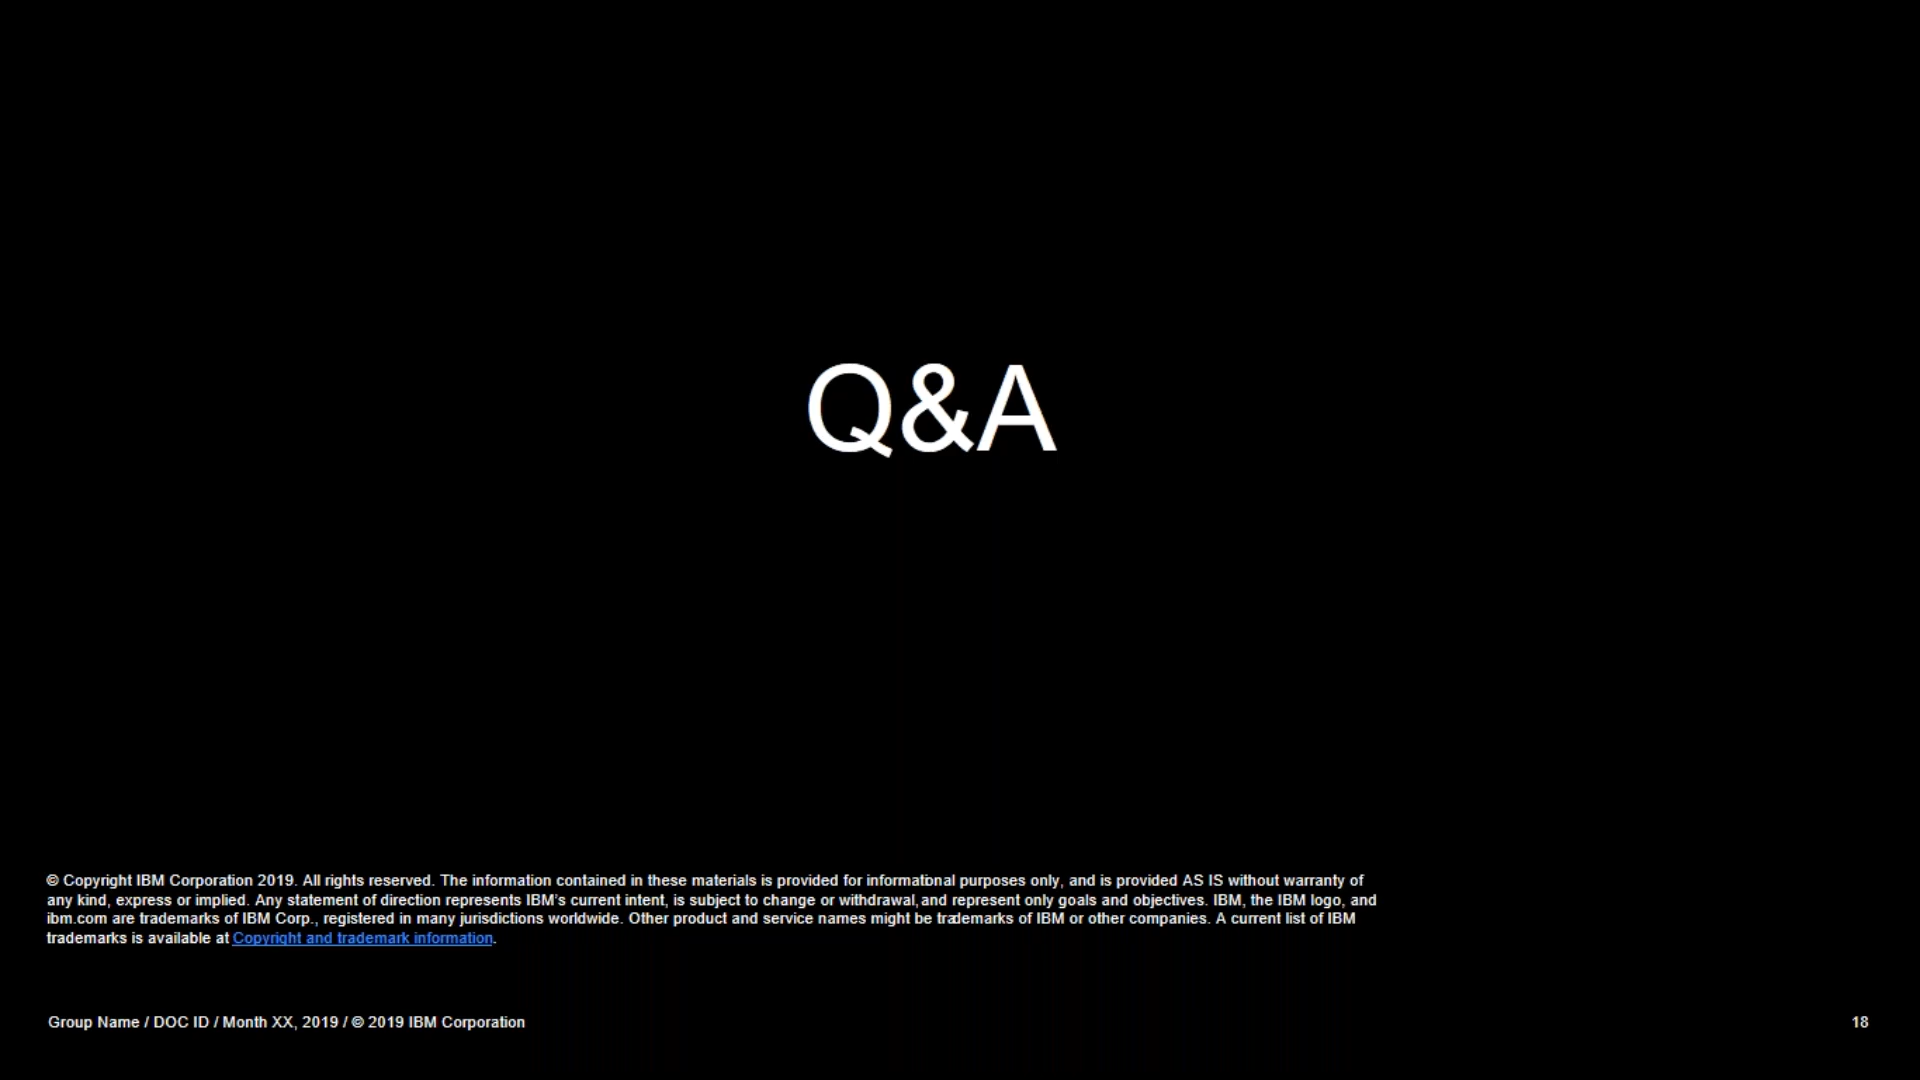 Q&A
© Copyright IBM Corporation 2019. All rights reserved. The information contained in these materials is provided for informational purposes only, and is provided AS IS without warranty of
any kind, express or implied. Any statement of direction represents IBM’s current intent, is subject to change or withdrawal, and represent only goals and objectives. IBM, the IBM logo, and
ibm.com are trademarks of IBM Corp., registered in many jurisdictions worldwide. Other product and service names might be trademarks of IBM or other companies. A current list of IBM
trademarks is available at Copyright and trademark information.
Group Name / DOC ID / Month XX, 2019 / © 2019 IBM Corporation
18